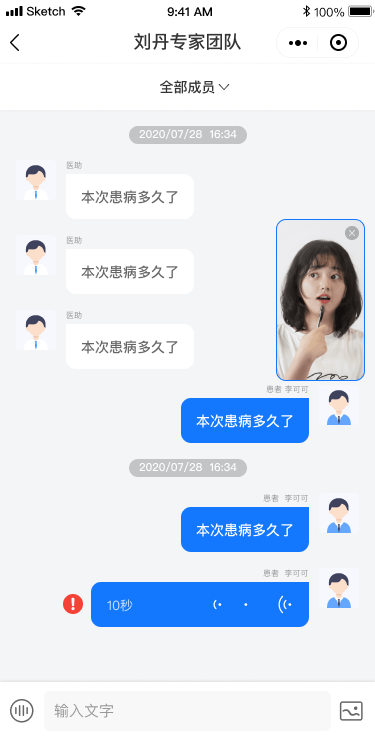 Sketch
9:41 AM
100%
刘丹专家团队
全部成员
2020/07/28 16:34
医助
本次患病多久了
医助
本次患病多久了
医助
本次患病多久了
患者 李可可
本次患病多久了
2020/07/28 16:34
患者 李可可
本次患病多久了
患者 李可可
10秒
输入文字